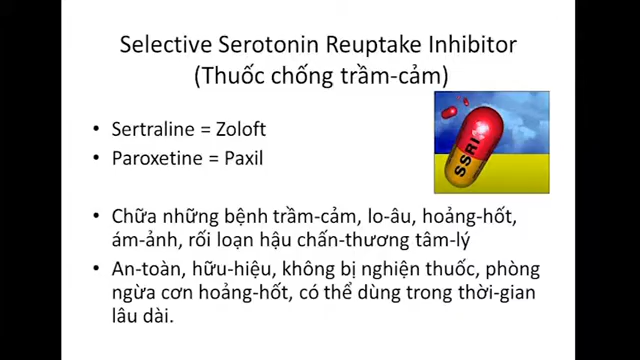 Selective Serotonin Reuptake Inhibitor
(Thuốc chống trầm-cảm)
• Sertraline = Zoloft
• Paroxetine = Paxil
SSRI
• Chữa những bệnh trầm-cảm, lo-âu, hoảng-hốt,
ám-ảnh, rối loạn hậu chấn-thương tâm-lý
• An-toàn, hữu-hiệu, không bị nghiện thuốc, phòng
ngừa cơn hoảng-hốt, có thể dùng trong thời-gian
lâu dài.